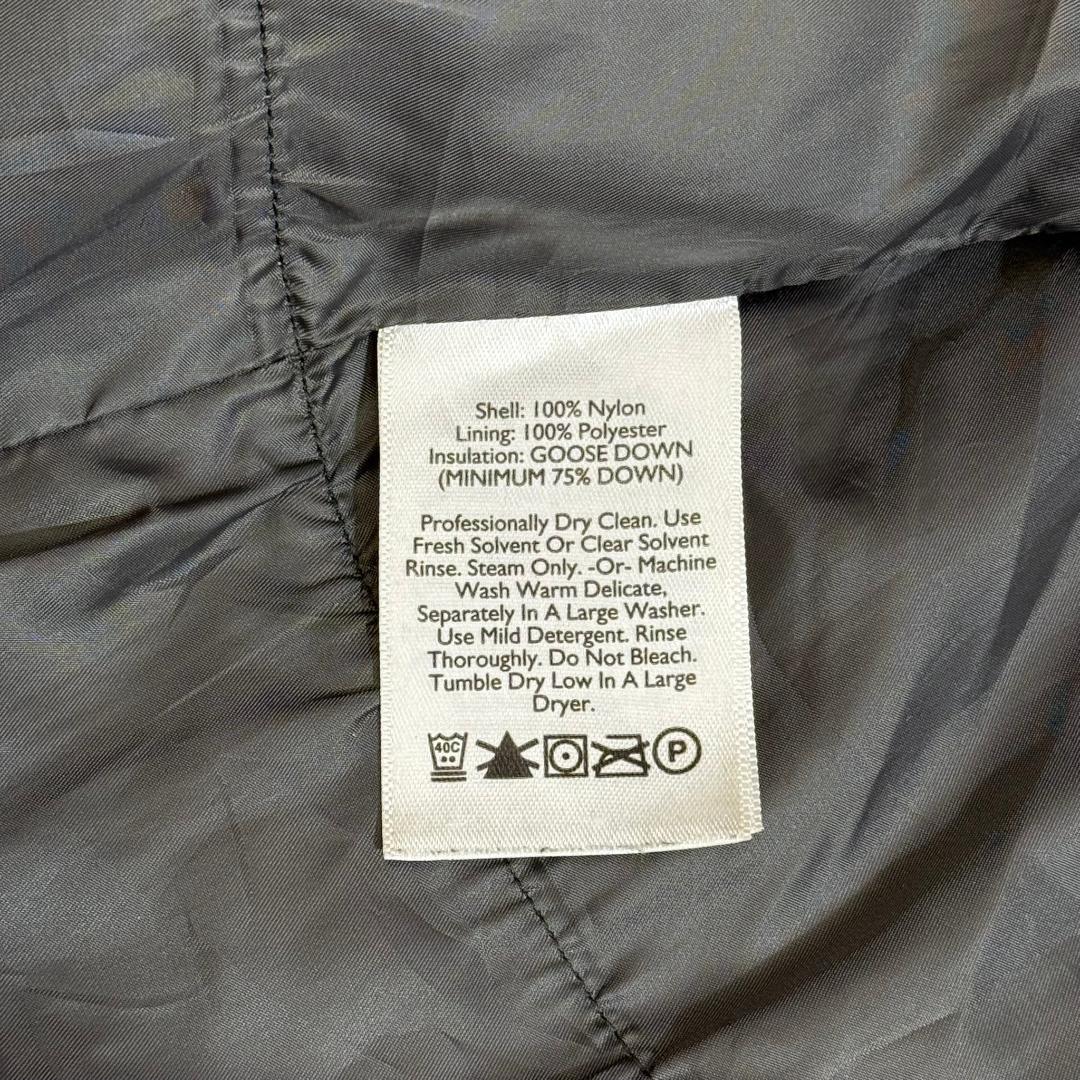 Shell: 100% Nylon
Lining: 100% Polyester
Insulation: GOOSE DOWN
(MINIMUM 75% DOWN)
Professionally Dry Clean. Use
Fresh Solvent Or Clear Solvent
Rinse. Steam Only. -Or- Machine
Wash Warm Delicate,
Separately In A Large Washer.
Use Mild Detergent. Rinse
Thoroughly. Do Not Bleach.
Tumble Dry Low In A Large
Dryer.
40C P